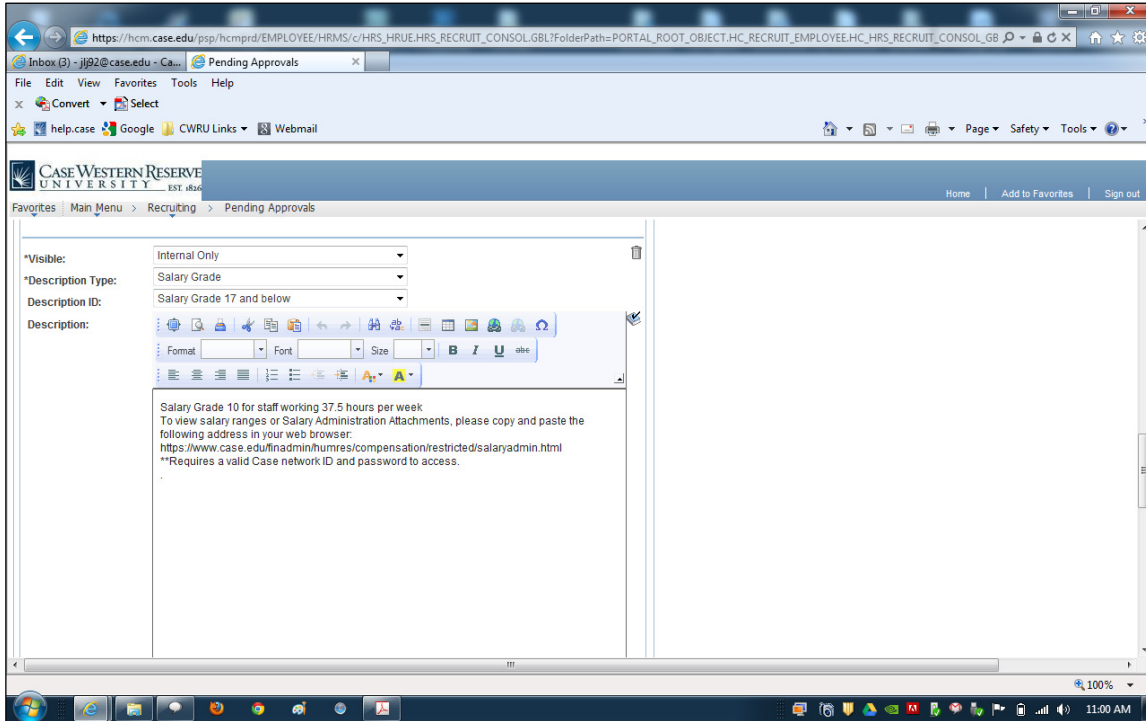 https://hcm.case.edu/psp/hcmprd/EMPLOYEE/HRMS/c/HRS_HRUE.HRS_RECRUIT_CONSOL.GBL?FolderPath=PORTAL_ROOT_OBJECT.HC_RECRUIT_EMPLOYEE.HC_HRS_RECRUIT_CONSOL_GB
Inbox (3) - jlj92@case.edu - Ca... Pending Approvals
File Edit View Favorites Tools Help
Convert Select
help.case Google CWRU Links Webmail Page Safety Tools
CASE WESTERN RESERVE
UNIVERSITY EST. 1826
Home | Add to Favorites | Sign out
Favorites Main Menu > Recruiting > Pending Approvals
*Visible: Internal Only
*Description Type: Salary Grade
Description ID: Salary Grade 17 and below
Description:
Format Font Size B I U abc
Salary Grade 10 for staff working 37.5 hours per week
To view salary ranges or Salary Administration Attachments, please copy and paste the
following address in your web browser:
https://www.case.edu/finadmin/humres/compensation/restricted/salaryadmin.html
**Requires a valid Case network ID and password to access.
.
100%
11:00 AM